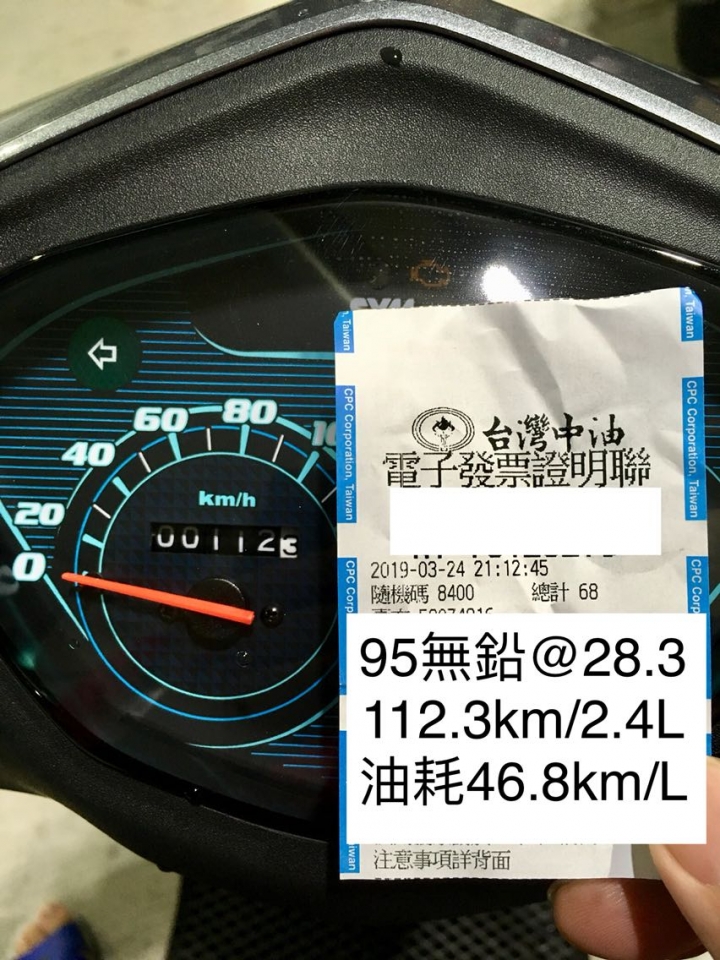 SYM
0
20
40
60
80
km/h
001123
CPC Corporation, Taiwan
CPC Corporation, Taiwan
台灣中油
電子發票證明聯
2019-03-24 21:12:45
隨機碼 8400 總計 68
95無鉛@28.3
112.3km/2.4L
油耗46.8km/L
注意事項詳背面